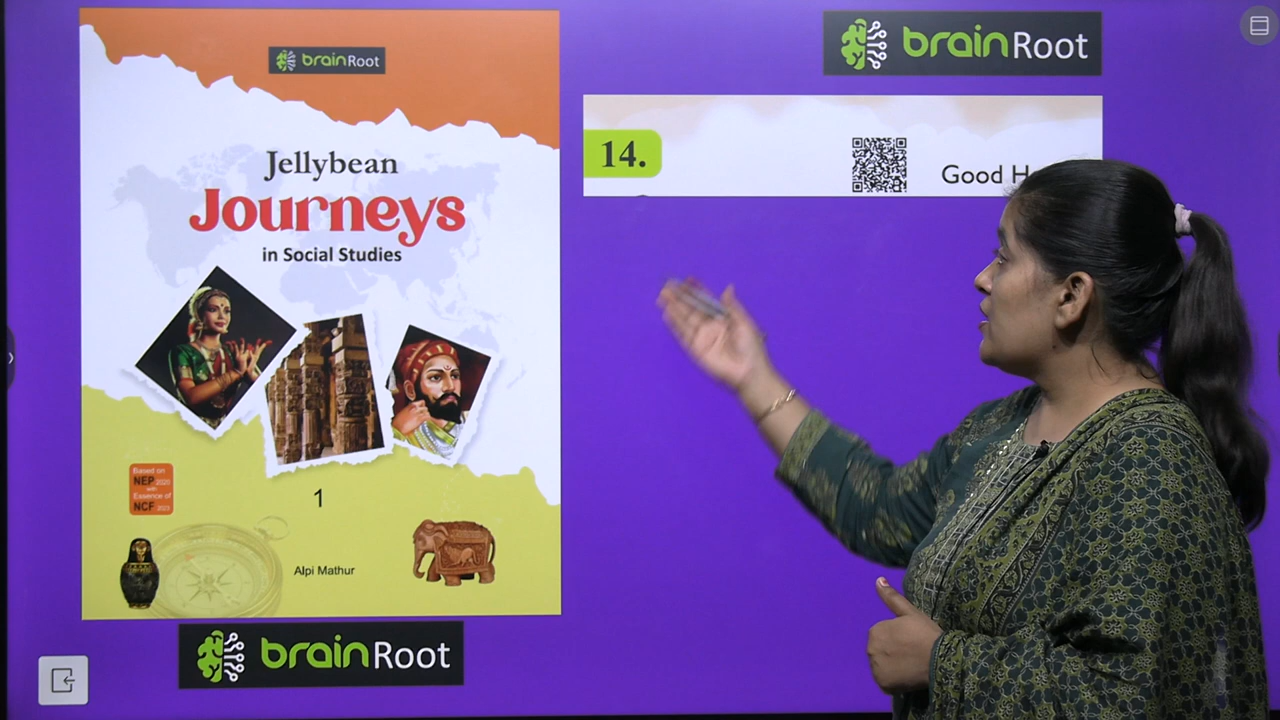 brainRoot
Jellybean
Journeys
in Social Studies
Based on
NEP 2020
with
Essence of
NCF 2023
1
Alpi Mathur
brainRoot
brainRoot
14.
Good